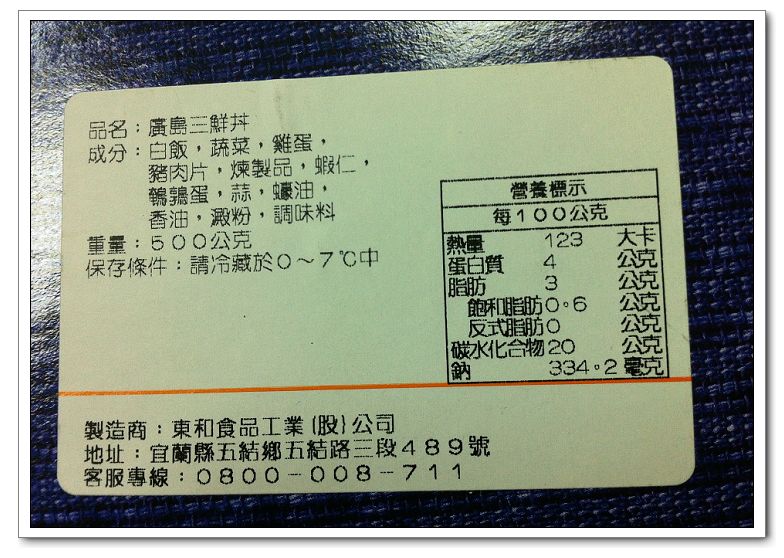 品名：廣島三鮮丼
成分：白飯，蔬菜，雞蛋，
豬肉片，煉製品，蝦仁，
鵪鶉蛋，蒜，蠔油，
香油，澱粉，調味料
重量：５００公克
保存條件：請冷藏於０～７℃中
營養標示
每１００公克
熱量 123 大卡
蛋白質 4 公克
脂肪 3 公克
飽和脂肪0。6 公克
反式脂肪0 公克
碳水化合物20 公克
鈉 334。2 毫克
製造商：東和食品工業(股)公司
地址：宜蘭縣五結鄉五結路三段４８９號
客服專線：０８００－００８－７１１